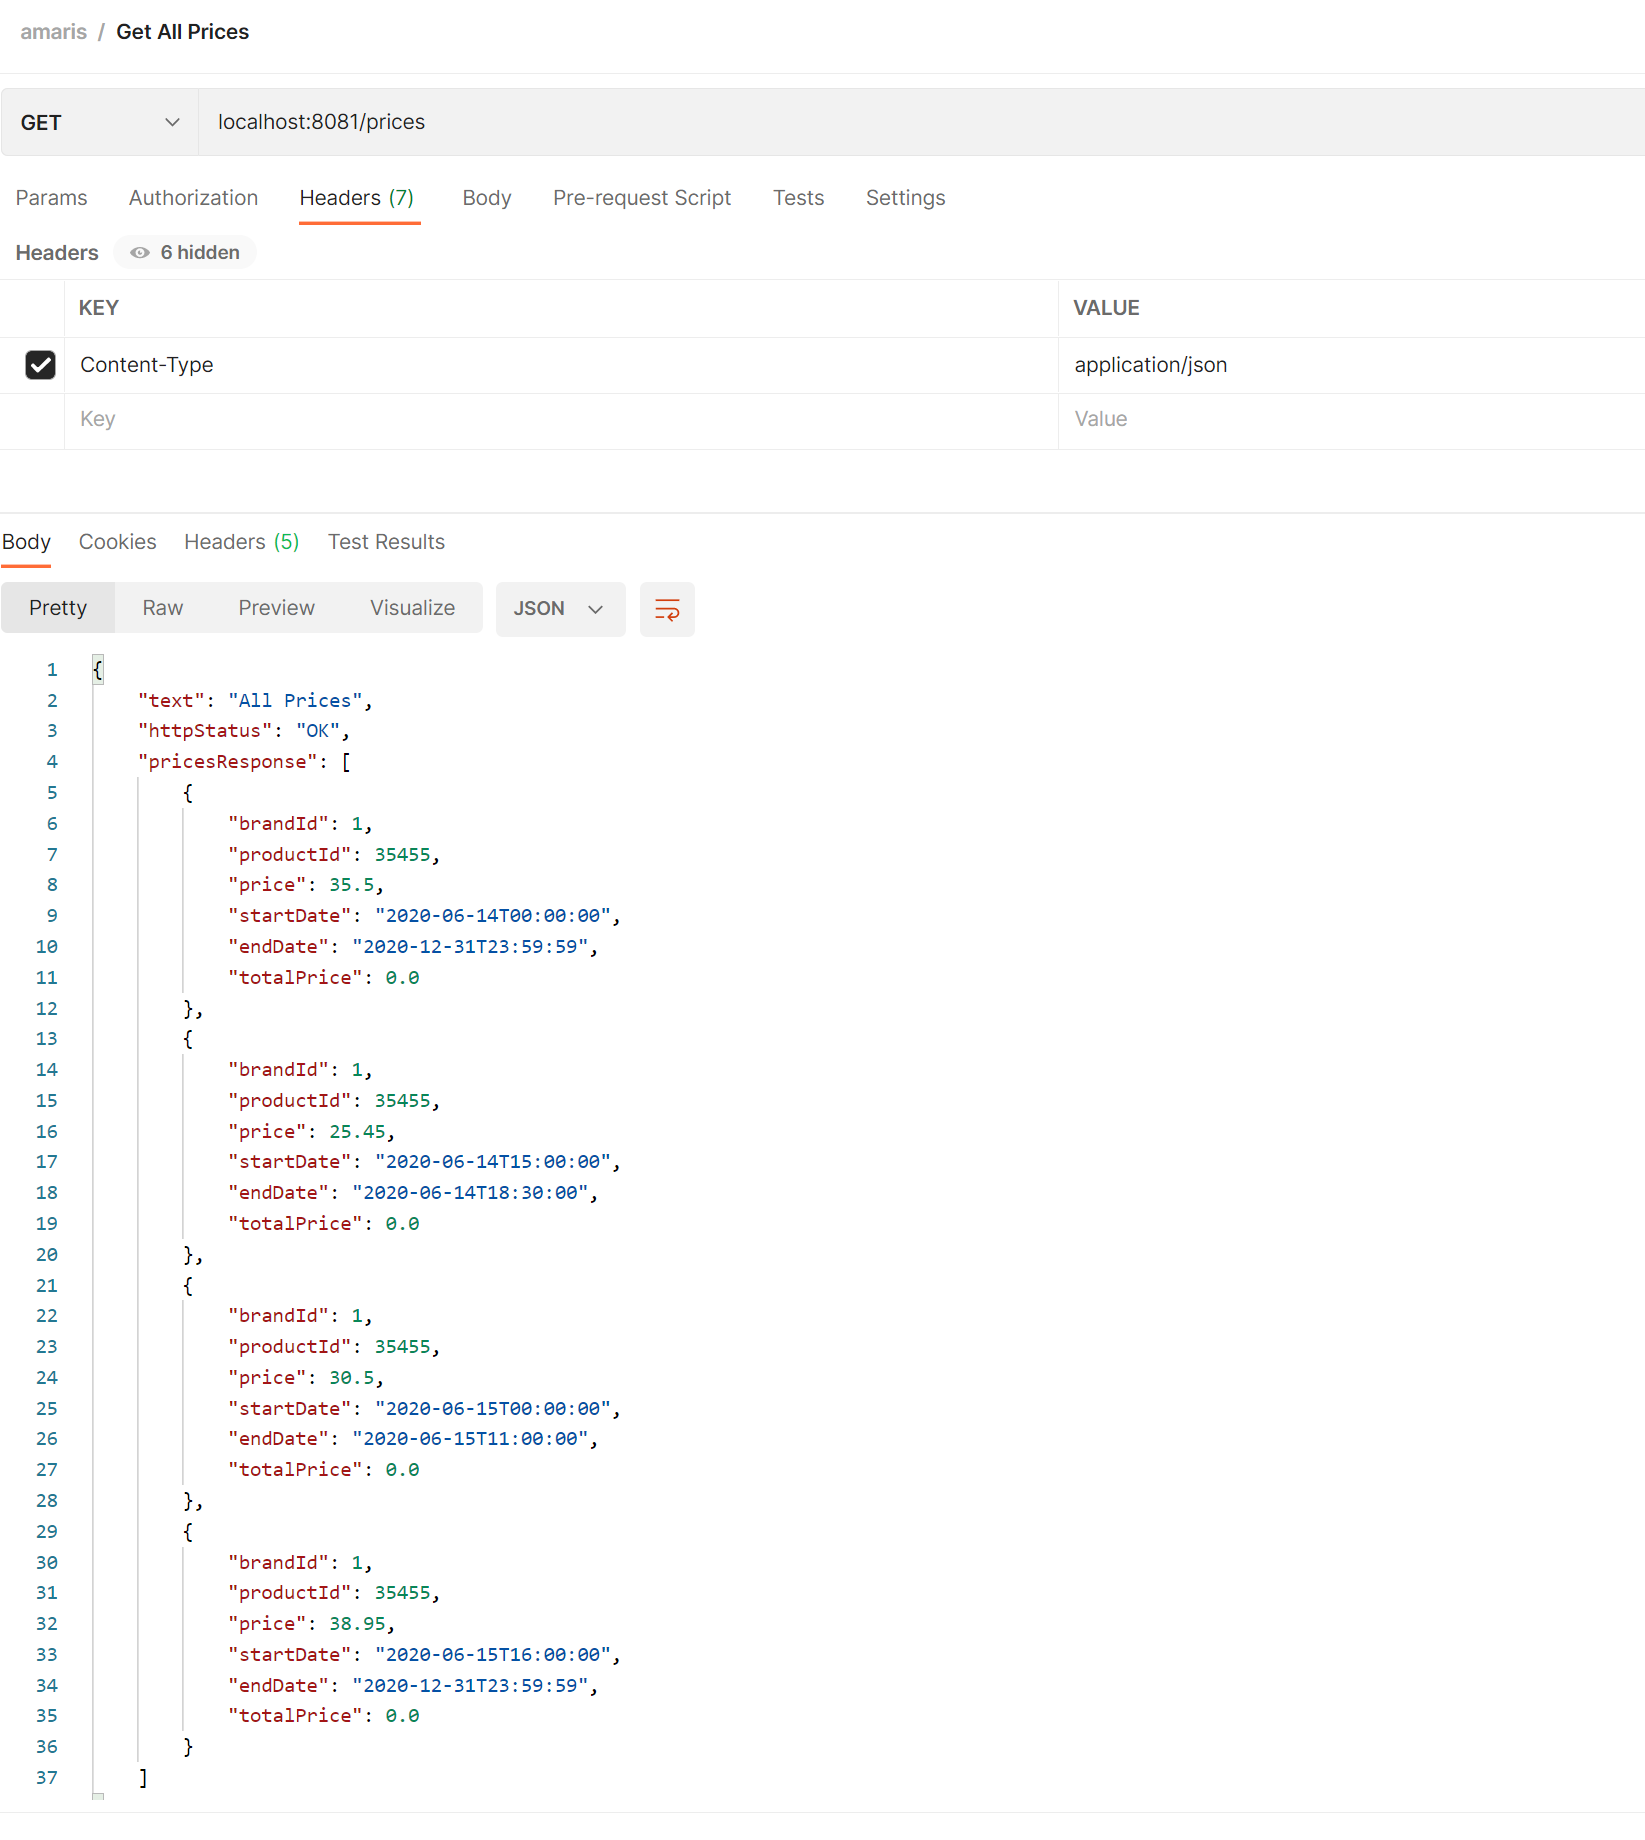 amaris / Get All Prices
GET localhost:8081/prices
Params Authorization Headers (7) Body Pre-request Script Tests Settings
Headers 6 hidden
KEY VALUE
Content-Type application/json
Key Value
Body Cookies Headers (5) Test Results
Pretty Raw Preview Visualize JSON
1 {
2 "text": "All Prices",
3 "httpStatus": "OK",
4 "pricesResponse": [
5 {
6 "brandId": 1,
7 "productId": 35455,
8 "price": 35.5,
9 "startDate": "2020-06-14T00:00:00",
10 "endDate": "2020-12-31T23:59:59",
11 "totalPrice": 0.0
12 },
13 {
14 "brandId": 1,
15 "productId": 35455,
16 "price": 25.45,
17 "startDate": "2020-06-14T15:00:00",
18 "endDate": "2020-06-14T18:30:00",
19 "totalPrice": 0.0
20 },
21 {
22 "brandId": 1,
23 "productId": 35455,
24 "price": 30.5,
25 "startDate": "2020-06-15T00:00:00",
26 "endDate": "2020-06-15T11:00:00",
27 "totalPrice": 0.0
28 },
29 {
30 "brandId": 1,
31 "productId": 35455,
32 "price": 38.95,
33 "startDate": "2020-06-15T16:00:00",
34 "endDate": "2020-12-31T23:59:59",
35 "totalPrice": 0.0
36 }
37 ]